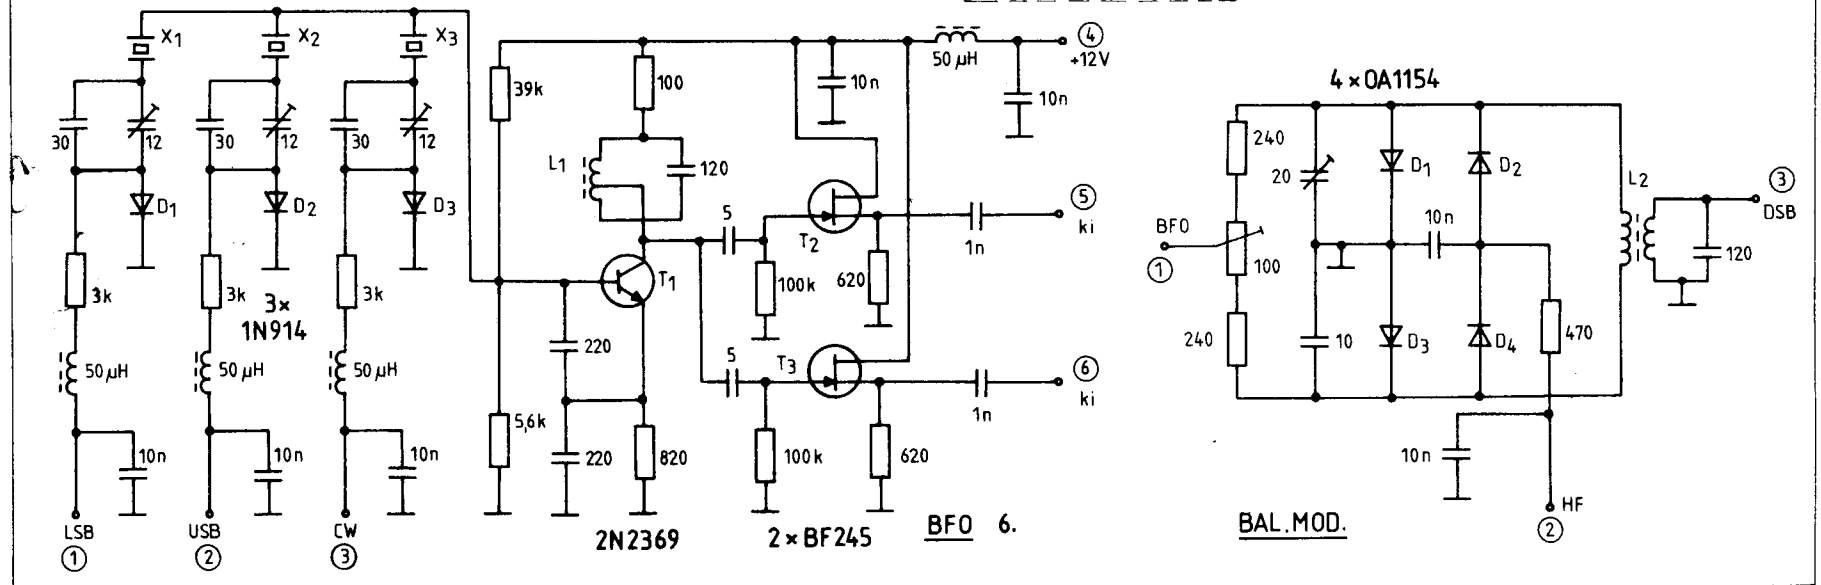 X1
X2
X3
30
12
30
12
30
12
D1
D2
D3
3k
3k
3k
3×
1N914
50 µH
50 µH
50 µH
10n
10n
10n
LSB
①
USB
②
CW
③
39k
100
L1
120
5,6k
T1
220
220
820
2N2369
10n
50 µH
10n
④
+12V
5
T2
100k
620
1n
⑤
ki
5
T3
100k
620
1n
⑥
ki
2×BF245
BFO 6.
4×OA1154
BFO
①
240
100
240
20
10
D1
D2
D3
D4
10n
470
10n
HF
②
L2
120
③
DSB
BAL.MOD.